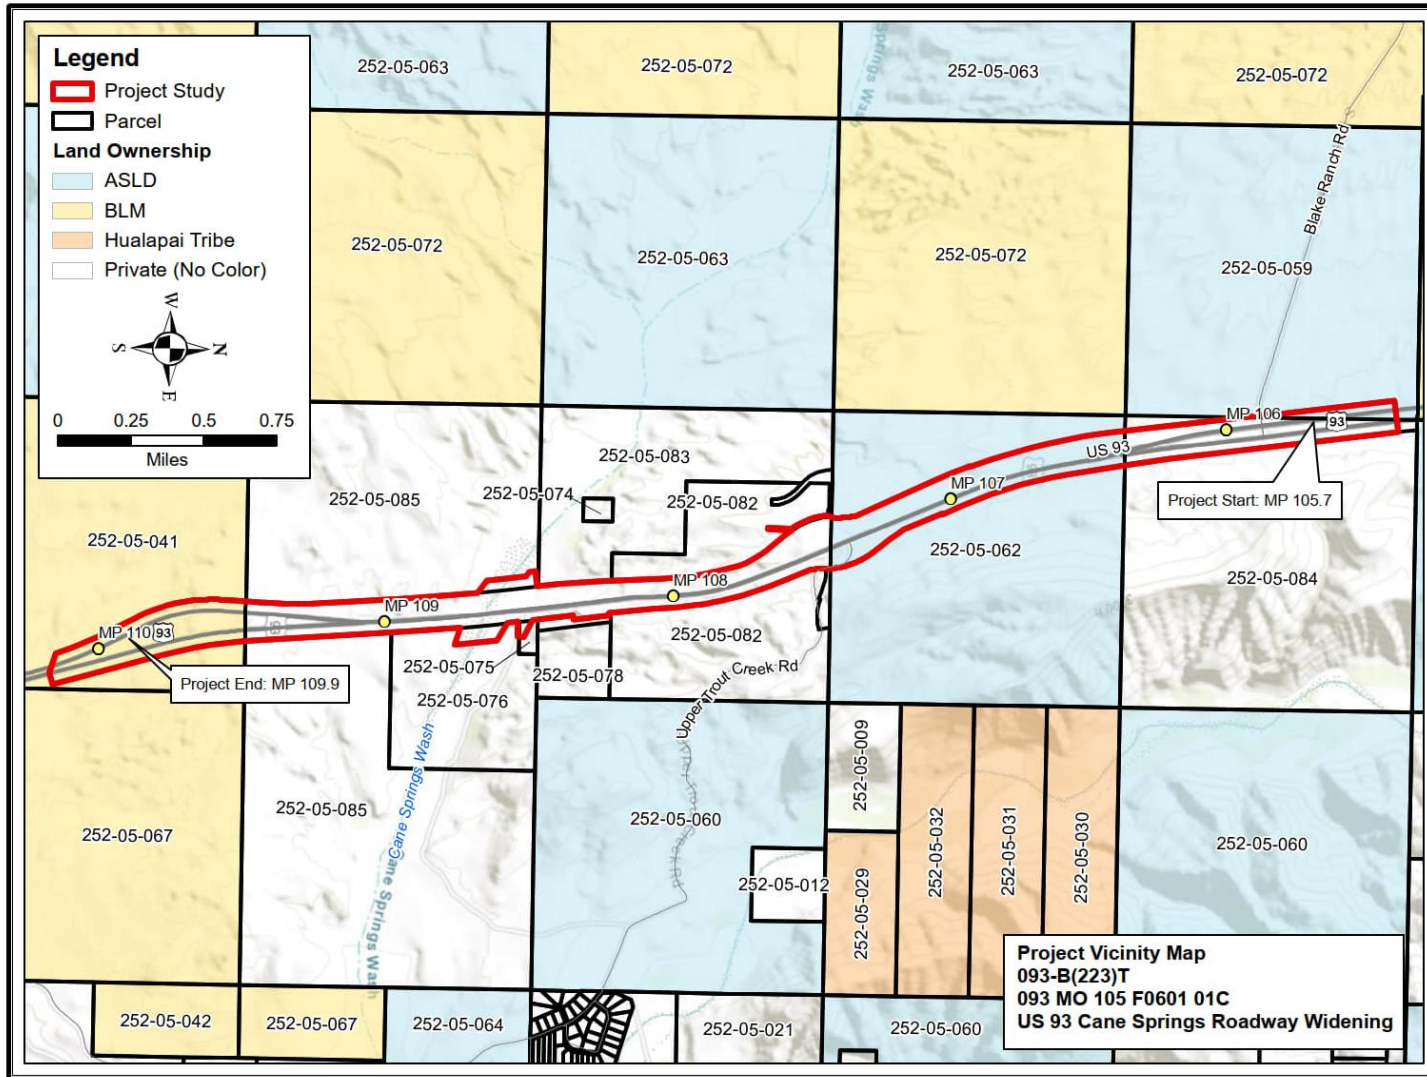 Legend
Project Study
Parcel
Land Ownership
ASLD
BLM
Hualapai Tribe
Private (No Color)
W
S
N
E
0 0.25 0.5 0.75
Miles
252-05-063
252-05-072
Springs Wash
252-05-063
252-05-072
252-05-072
252-05-063
252-05-072
Blake Ranch Rd
252-05-059
MP 106
93
US 93
93
252-05-083
252-05-085
252-05-074
252-05-082
MP 107
Project Start: MP 105.7
252-05-041
252-05-062
252-05-084
MP 108
MP 109
93
MP 110
93
252-05-082
252-05-075
252-05-078
Upper Trout Creek Rd
Project End: MP 109.9
252-05-076
Cane Springs Wash
Cane Springs Wash
252-05-085
252-05-067
252-05-060
252-05-009
252-05-032
252-05-031
252-05-030
252-05-060
252-05-012
252-05-029
252-05-042
252-05-067
252-05-064
252-05-021
252-05-060
Project Vicinity Map
093-B(223)T
093 MO 105 F0601 01C
US 93 Cane Springs Roadway Widening